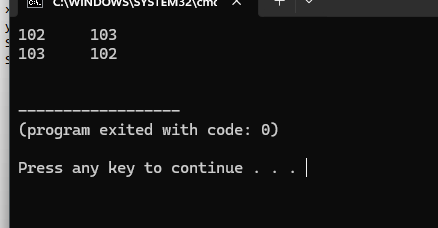 C:\WINDOWS\SYSTEM32\cmd
102 103
103 102
------------------
(program exited with code: 0)
Press any key to continue . . .